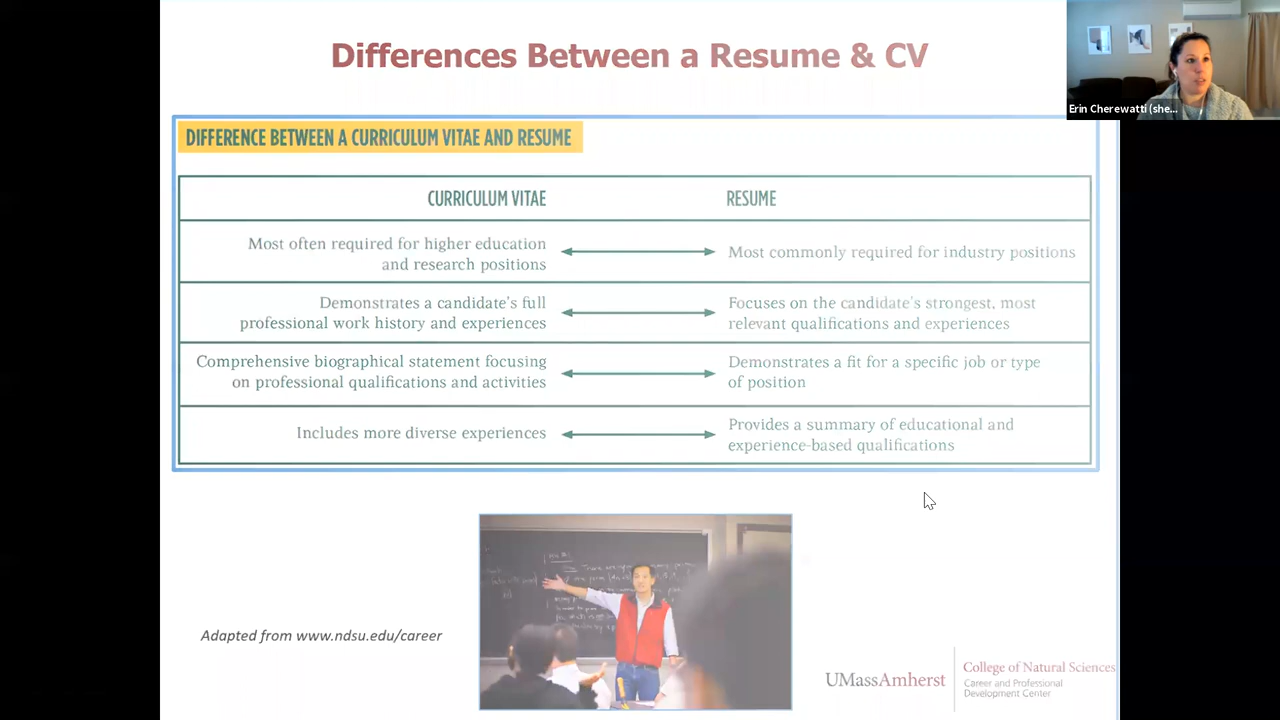 Differences Between a Resume & CV
Erin Cherewatti (she...
DIFFERENCE BETWEEN A CURRICULUM VITAE AND RESUME
CURRICULUM VITAE
RESUME
Most often required for higher education
and research positions
Most commonly required for industry positions
Demonstrates a candidate's full
professional work history and experiences
Focuses on the candidate's strongest, most
relevant qualifications and experiences
Comprehensive biographical statement focusing
on professional qualifications and activities
Demonstrates a fit for a specific job or type
of position
Includes more diverse experiences
Provides a summary of educational and
experience-based qualifications
Adapted from www.ndsu.edu/career
UMassAmherst
College of Natural Sciences
Career and Professional
Development Center